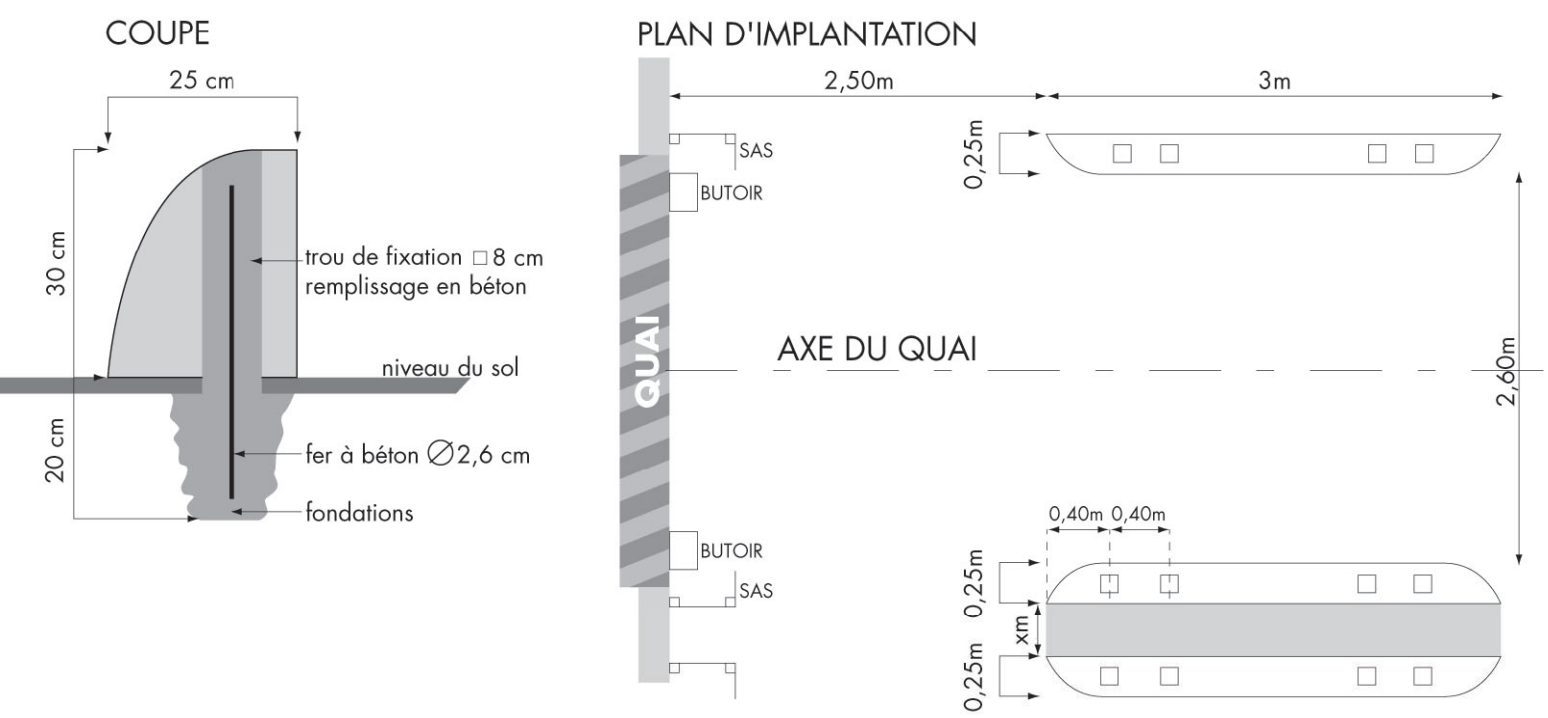 COUPE
25 cm
30 cm
20 cm
trou de fixation □ 8 cm
remplissage en béton
niveau du sol
fer à béton ∅2,6 cm
fondations
PLAN D'IMPLANTATION
2,50m
3m
SAS
BUTOIR
0,25m
QUAI
AXE DU QUAI
2,60m
BUTOIR
SAS
0,40m 0,40m
0,25m
xm
0,25m